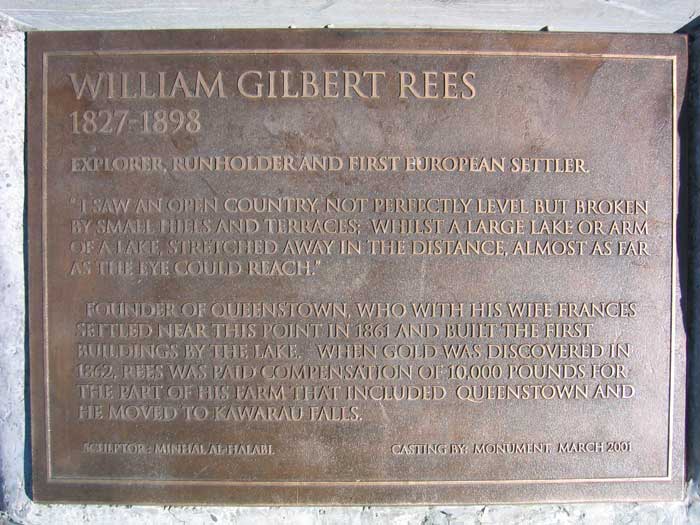 WILLIAM GILBERT REES
1827-1898
EXPLORER, RUNHOLDER AND FIRST EUROPEAN SETTLER.
"I SAW AN OPEN COUNTRY, NOT PERFECTLY LEVEL BUT BROKEN
BY SMALL HILLS AND TERRACES; WHILST A LARGE LAKE OR ARM
OF A LAKE, STRETCHED AWAY IN THE DISTANCE, ALMOST AS FAR
AS THE EYE COULD REACH."
FOUNDER OF QUEENSTOWN, WHO WITH HIS WIFE FRANCES
SETTLED NEAR THIS POINT IN 1861 AND BUILT THE FIRST
BUILDINGS BY THE LAKE. WHEN GOLD WAS DISCOVERED IN
1862, REES WAS PAID COMPENSATION OF 10,000 POUNDS FOR
THE PART OF HIS FARM THAT INCLUDED QUEENSTOWN AND
HE MOVED TO KAWARAU FALLS.
SCULPTOR: MINHAL AL-HALABI. CASTING BY: MONUMENT, MARCH 2001